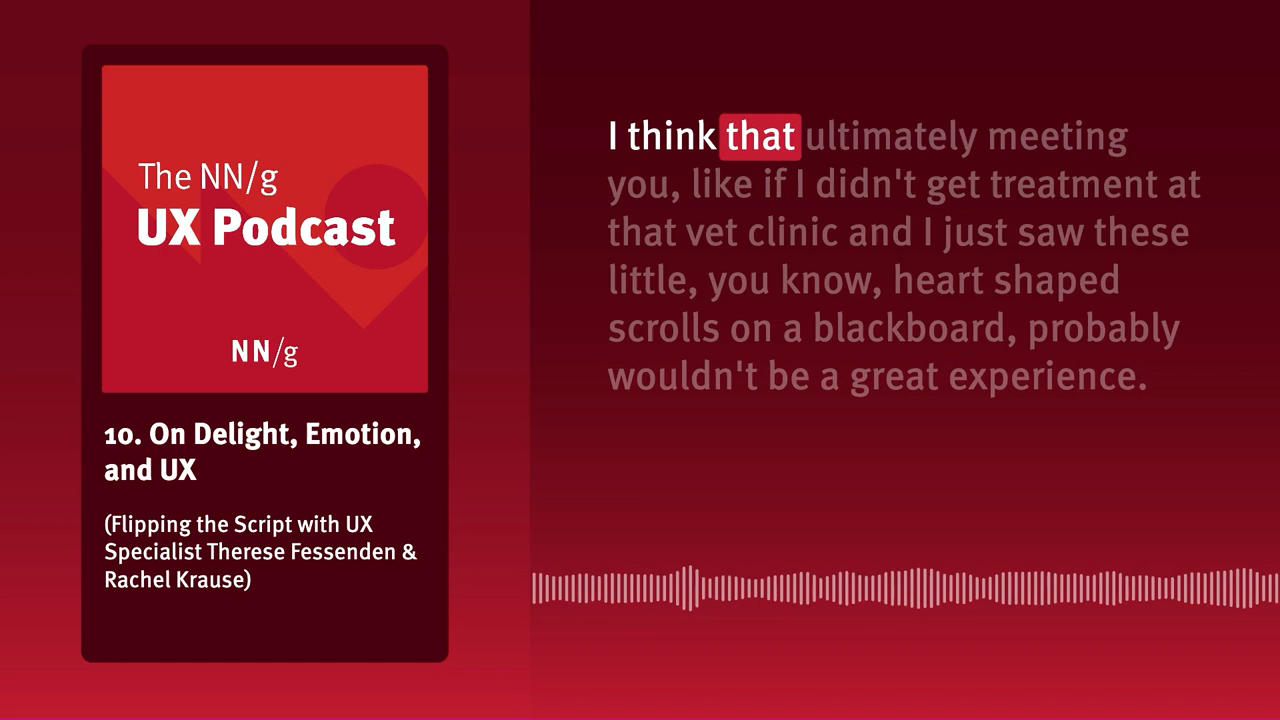 The NN/g
UX Podcast
NN/g
10. On Delight, Emotion,
and UX
(Flipping the Script with UX
Specialist Therese Fessenden &
Rachel Krause)
I think that ultimately meeting
you, like if I didn't get treatment at
that vet clinic and I just saw these
little, you know, heart shaped
scrolls on a blackboard, probably
wouldn't be a great experience.